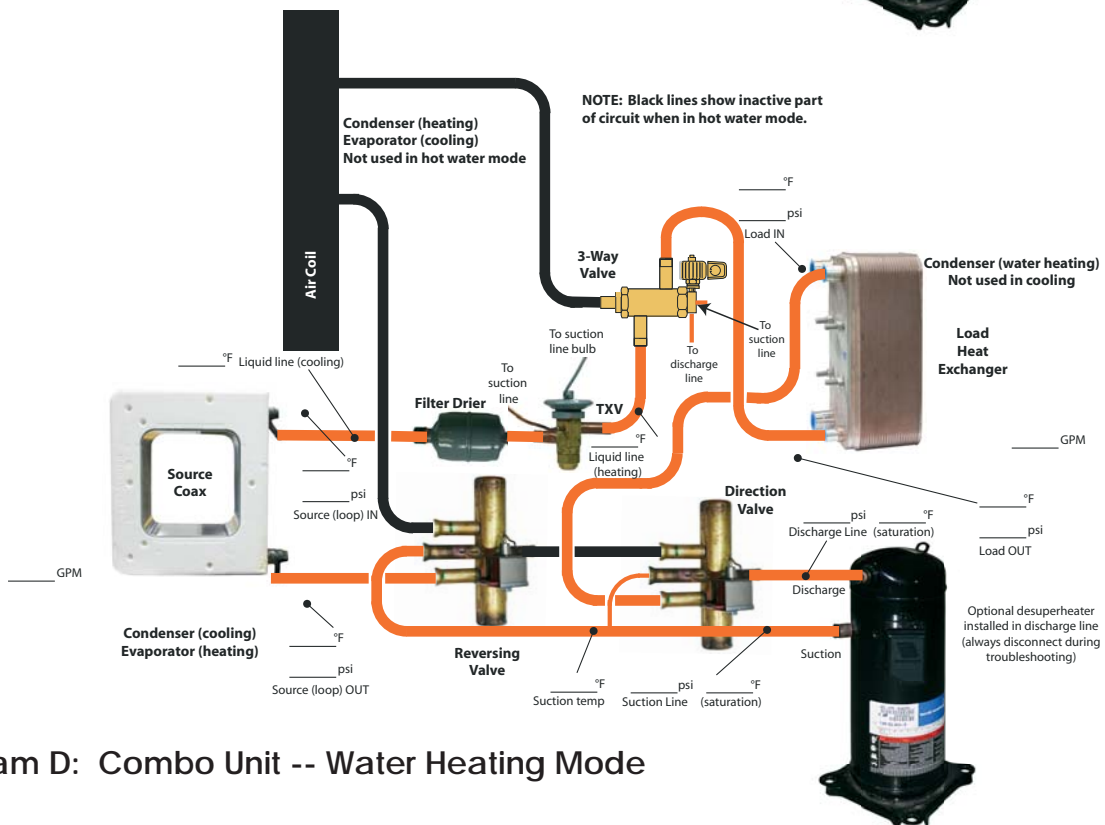 NOTE: Black lines show inactive part
of circuit when in hot water mode.
Condenser (heating)
Evaporator (cooling)
Not used in hot water mode
Air Coil
°F
psi
Load IN
3-Way
Valve
Condenser (water heating)
Not used in cooling
Load
Heat
Exchanger
To
suction
line
To
discharge
line
To suction
line bulb
°F Liquid line (cooling)
To
suction
line
Filter Drier
TXV
°F
Liquid line
(heating)
Source
Coax
°F
psi
Source (loop) IN
GPM
Direction
Valve
psi °F
Discharge Line (saturation)
°F
psi
Load OUT
GPM
Discharge
Optional desuperheater
installed in discharge line
(always disconnect during
troubleshooting)
Condenser (cooling)
Evaporator (heating)
°F
psi
Source (loop) OUT
Reversing
Valve
°F
Suction temp
psi °F
Suction Line (saturation)
Suction
am D: Combo Unit -- Water Heating Mode